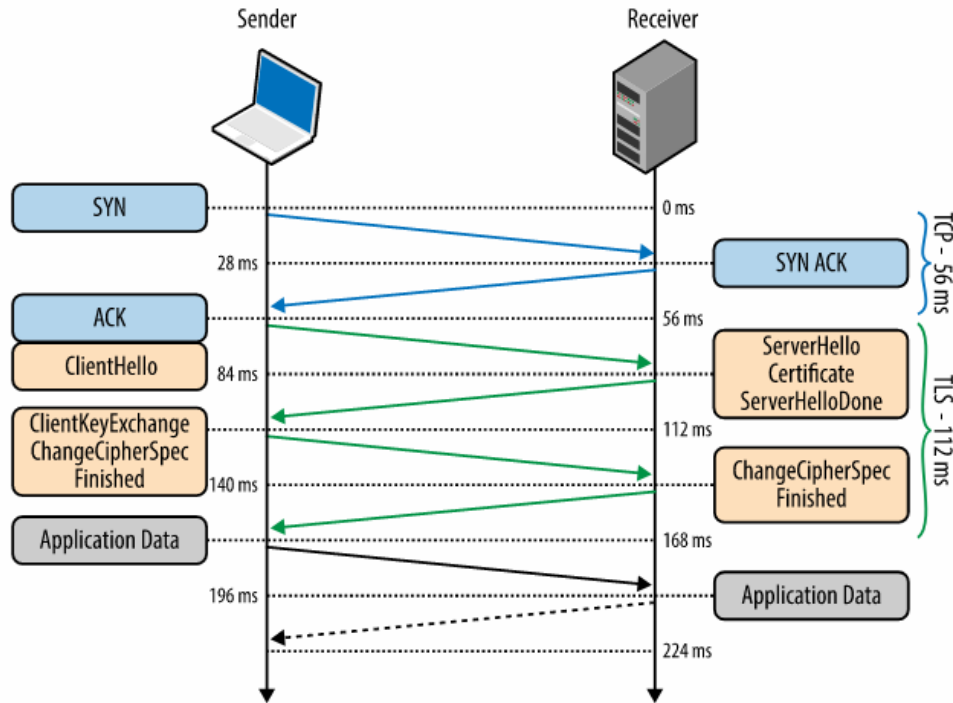 Sender
Receiver
SYN
0 ms
28 ms
SYN ACK
TCP - 56 ms
ACK
56 ms
ClientHello
84 ms
ServerHello
Certificate
ServerHelloDone
TLS - 112 ms
ClientKeyExchange
ChangeCipherSpec
Finished
112 ms
140 ms
ChangeCipherSpec
Finished
Application Data
168 ms
196 ms
Application Data
224 ms